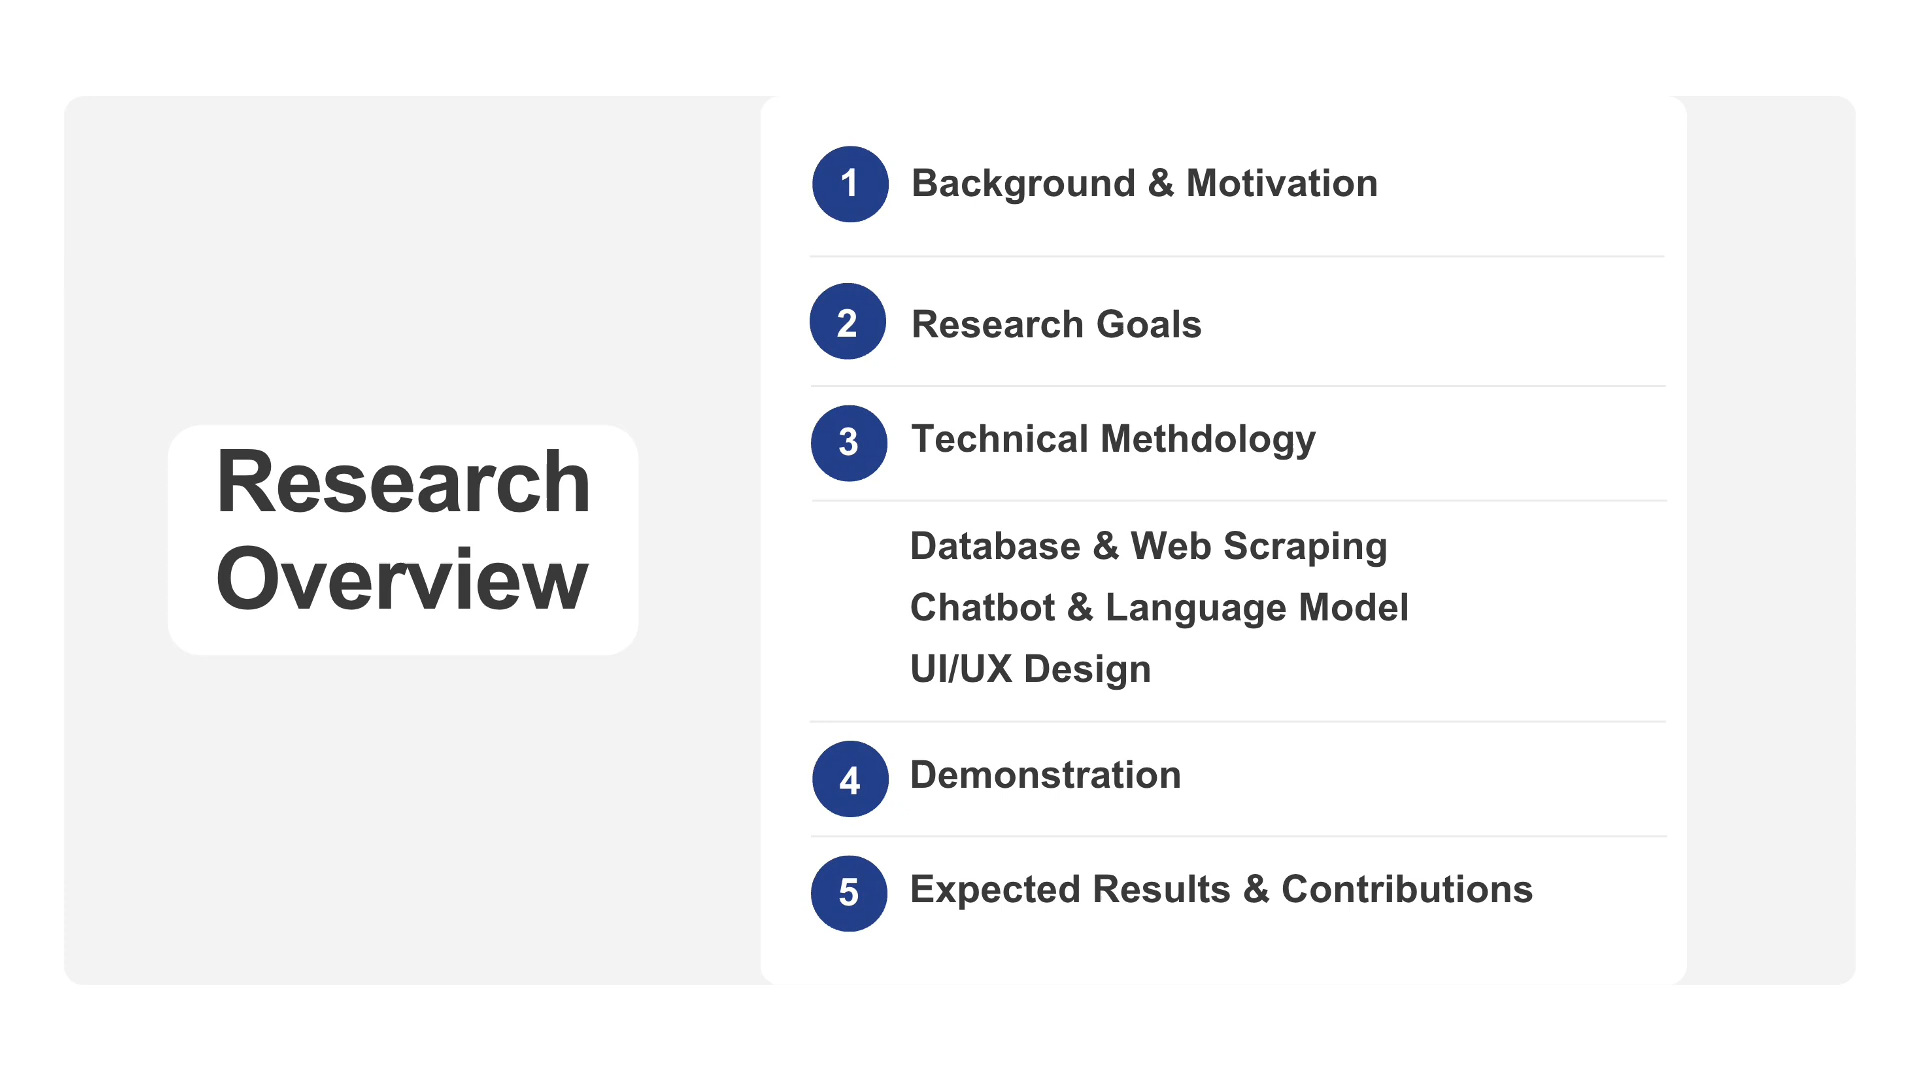 Research
Overview
1 Background & Motivation
2 Research Goals
3 Technical Methdology
Database & Web Scraping
Chatbot & Language Model
UI/UX Design
4 Demonstration
5 Expected Results & Contributions